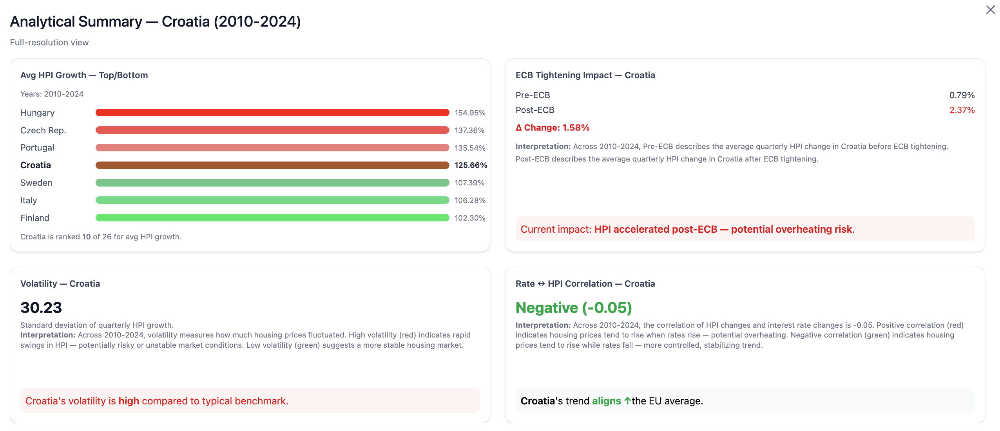 Analytical Summary — Croatia (2010-2024)
Full-resolution view
Avg HPI Growth — Top/Bottom
Years: 2010-2024
Hungary 154.95%
Czech Rep. 137.36%
Portugal 135.54%
Croatia 125.66%
Sweden 107.39%
Italy 106.28%
Finland 102.30%
Croatia is ranked 10 of 26 for avg HPI growth.
ECB Tightening Impact — Croatia
Pre-ECB 0.79%
Post-ECB 2.37%
Δ Change: 1.58%
Interpretation: Across 2010-2024, Pre-ECB describes the average quarterly HPI change in Croatia before ECB tightening.
Post-ECB describes the average quarterly HPI change in Croatia after ECB tightening.
Current impact: HPI accelerated post-ECB — potential overheating risk.
Volatility — Croatia
30.23
Standard deviation of quarterly HPI growth.
Interpretation: Across 2010-2024, volatility measures how much housing prices fluctuated. High volatility (red) indicates rapid
swings in HPI — potentially risky or unstable market conditions. Low volatility (green) suggests a more stable housing market.
Croatia's volatility is high compared to typical benchmark.
Rate ↔ HPI Correlation — Croatia
Negative (-0.05)
Interpretation: Across 2010-2024, the correlation of HPI changes and interest rate changes is -0.05. Positive correlation (red)
indicates housing prices tend to rise when rates rise — potential overheating. Negative correlation (green) indicates housing
prices tend to rise while rates fall — more controlled, stabilizing trend.
Croatia's trend aligns ↑the EU average.